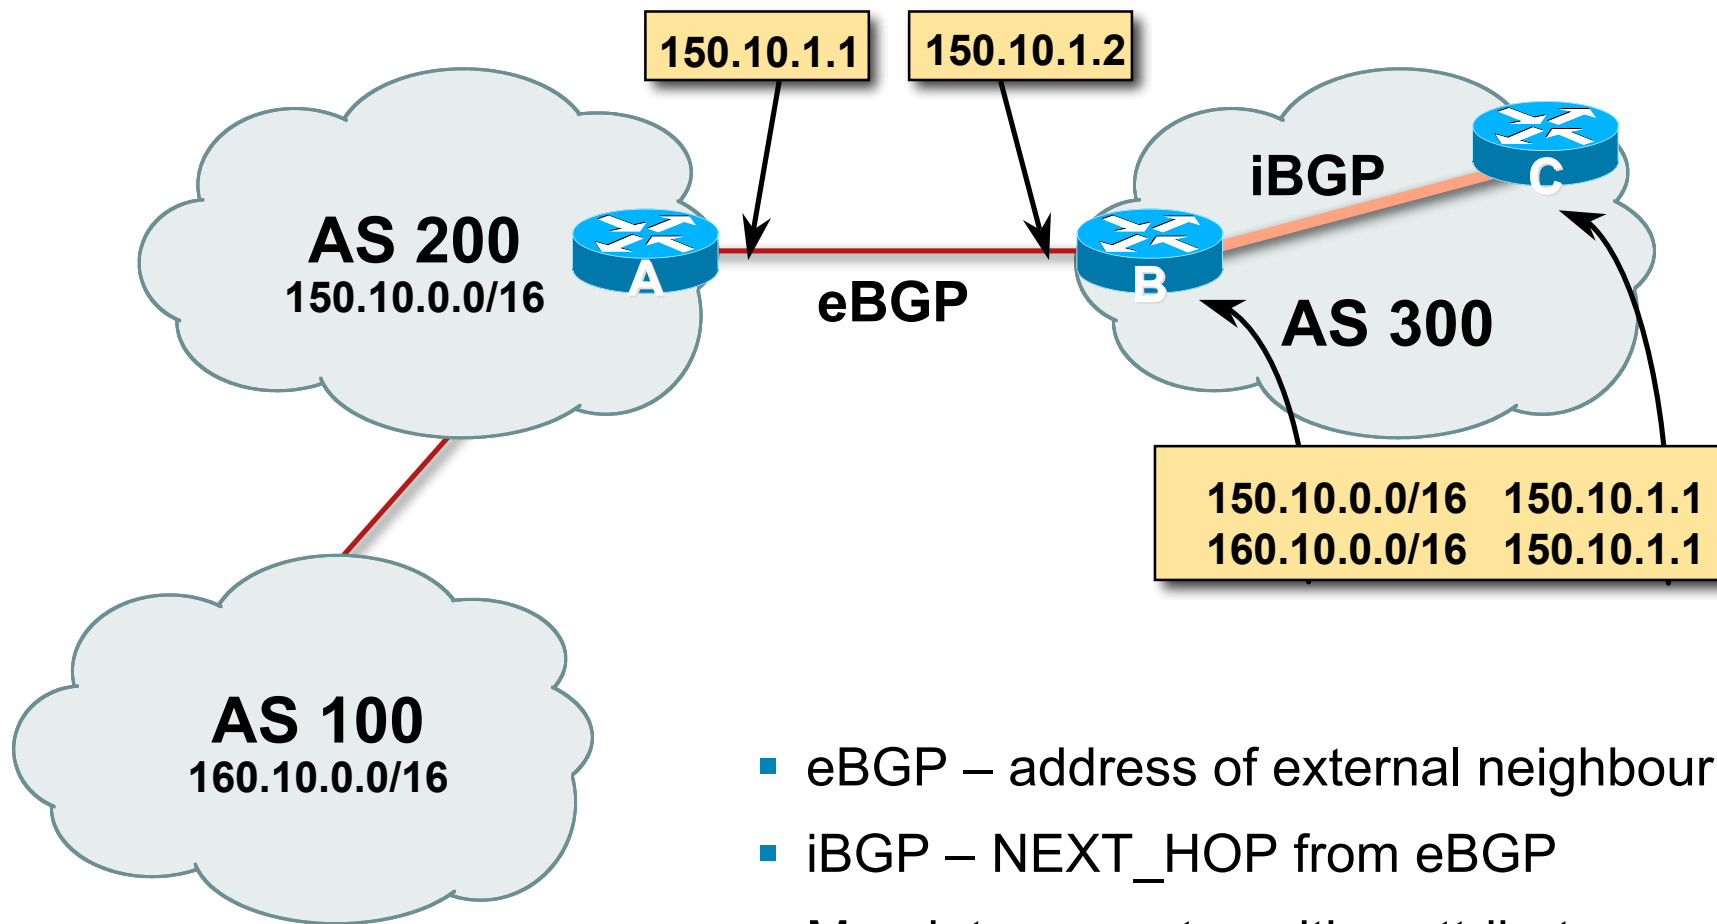 150.10.1.1
150.10.1.2
iBGP
C
AS 200
150.10.0.0/16
A
B
eBGP
AS 300
150.10.0.0/16 150.10.1.1
160.10.0.0/16 150.10.1.1
AS 100
160.10.0.0/16
eBGP – address of external neighbour
iBGP – NEXT_HOP from eBGP